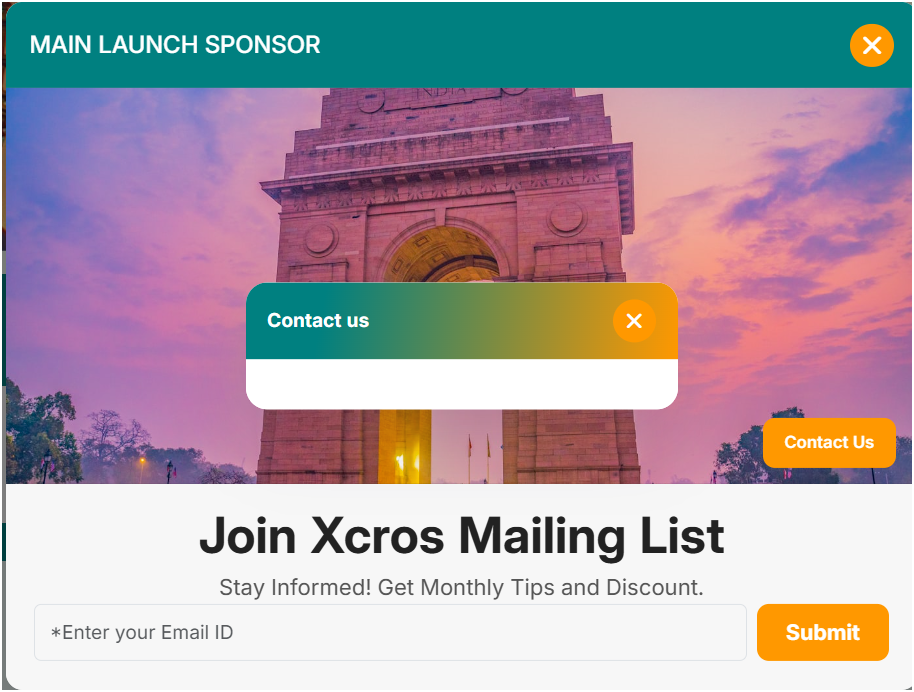 MAIN LAUNCH SPONSOR
INDIA
Contact us
Contact Us
Join Xcros Mailing List
Stay Informed! Get Monthly Tips and Discount.
*Enter your Email ID
Submit